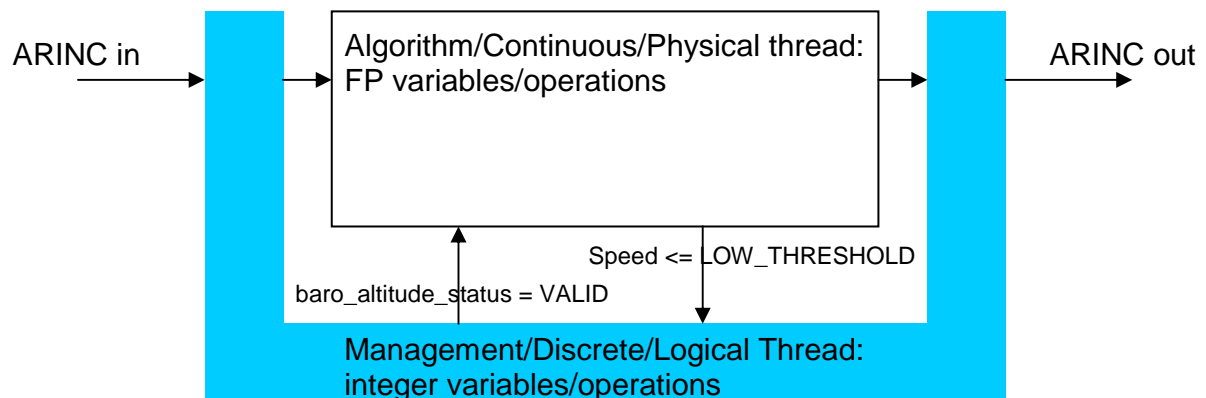 ARINC in
Algorithm/Continuous/Physical thread:
FP variables/operations
ARINC out
Speed <= LOW_THRESHOLD
baro_altitude_status = VALID
Management/Discrete/Logical Thread:
integer variables/operations